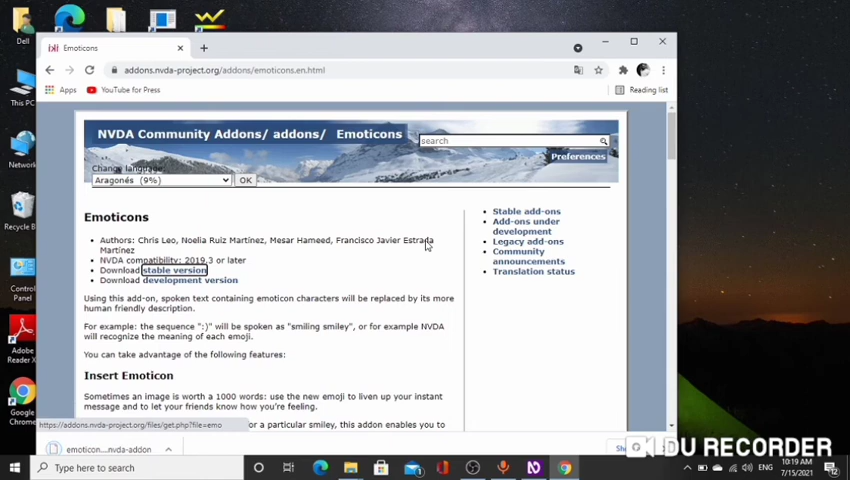 Dell
Emoticons
addons.nvda-project.org/addons/emoticons.en.html
Apps
YouTube for Press
Reading list
This PC
NVDA Community Addons/ addons/ Emoticons
search
Preferences
Change language:
Aragonés (9%)
OK
Network
Emoticons
Stable add-ons
Add-ons under
development
Legacy add-ons
Community
announcements
Translation status
Recycle B
Authors: Chris Leo, Noelia Ruiz Martínez, Mesar Hameed, Francisco Javier Estrada
Martínez
NVDA compatibility: 2019.3 or later
Download stable version
Download development version
Using this add-on, spoken text containing emoticon characters will be replaced by its more
human friendly description.
Control
Panel
For example: the sequence ":)" will be spoken as "smiling smiley", or for example NVDA
will recognize the meaning of each emoji.
You can take advantage of the following features:
Adobe
Reader X
Insert Emoticon
Sometimes an image is worth a 1000 words: use the new emoji to liven up your instant
message and to let your friends know how you're feeling.
Google
Chrome
https://addons.nvda-project.org/files/get.php?file=emo
or a particular smiley, this addon enables you to
emoticon....nvda-addon
DU RECORDER
Type here to search
ENG
10:19 AM
7/15/2021